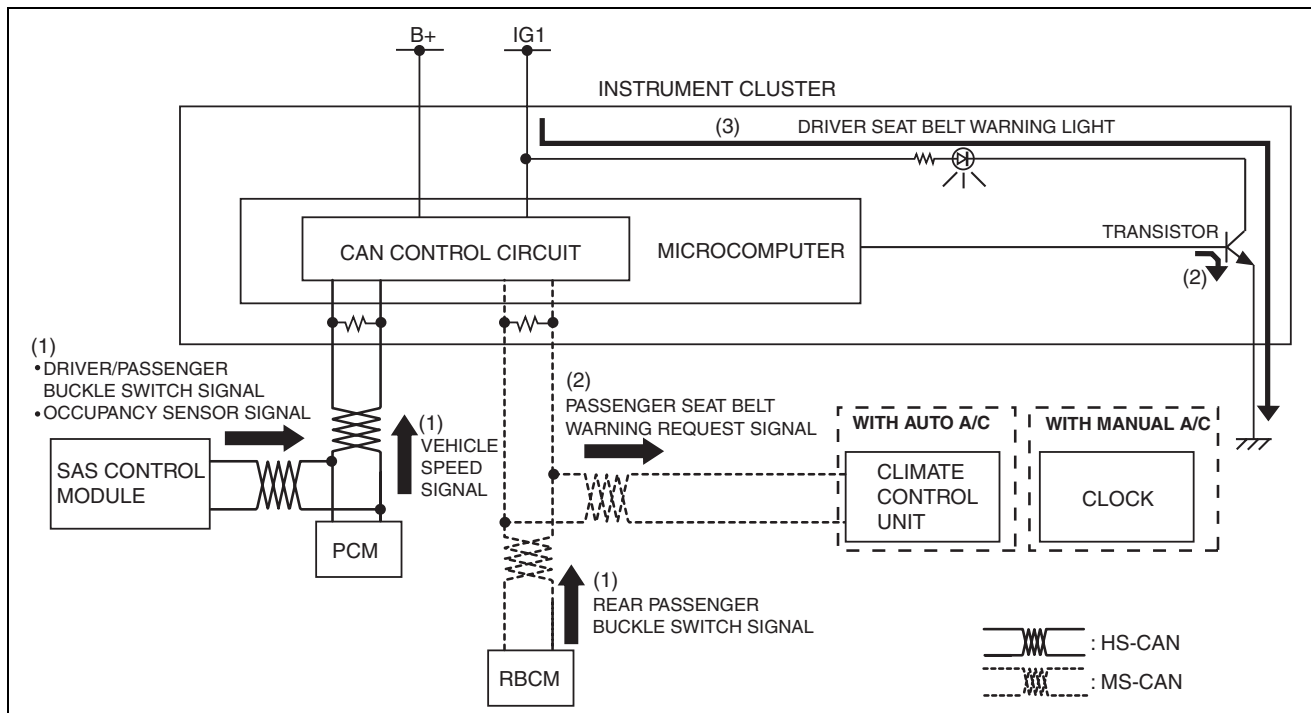 B+
IG1
INSTRUMENT CLUSTER
(3)
DRIVER SEAT BELT WARNING LIGHT
CAN CONTROL CIRCUIT
MICROCOMPUTER
TRANSISTOR
(2)
(1)
•DRIVER/PASSENGER
BUCKLE SWITCH SIGNAL
•OCCUPANCY SENSOR SIGNAL
SAS CONTROL
MODULE
(1)
VEHICLE
SPEED
SIGNAL
PCM
(2)
PASSENGER SEAT BELT
WARNING REQUEST SIGNAL
WITH AUTO A/C
CLIMATE
CONTROL
UNIT
WITH MANUAL A/C
CLOCK
(1)
REAR PASSENGER
BUCKLE SWITCH SIGNAL
RBCM
: HS-CAN
: MS-CAN